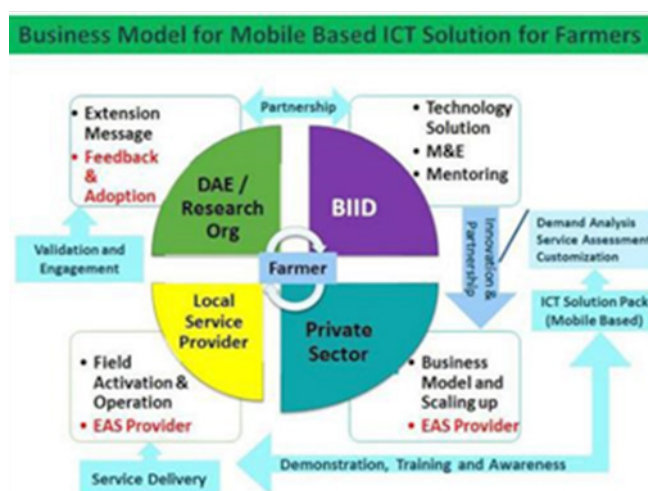 Business Model for Mobile Based ICT Solution for Farmers
• Extension
Message
• Feedback
&
Adoption
Partnership
• Technology
Solution
• M&E
• Mentoring
DAE /
Research
Org
BIID
Validation and
Engagement
Farmer
Innovation &
Partnership
Demand Analysis
Service Assessment
Customization
ICT Solution Pack
(Mobile Based)
Local
Service
Provider
Private
Sector
• Field
Activation &
Operation
• EAS Provider
• Business
Model and
Scaling up
• EAS Provider
Service Delivery
Demonstration, Training and Awareness